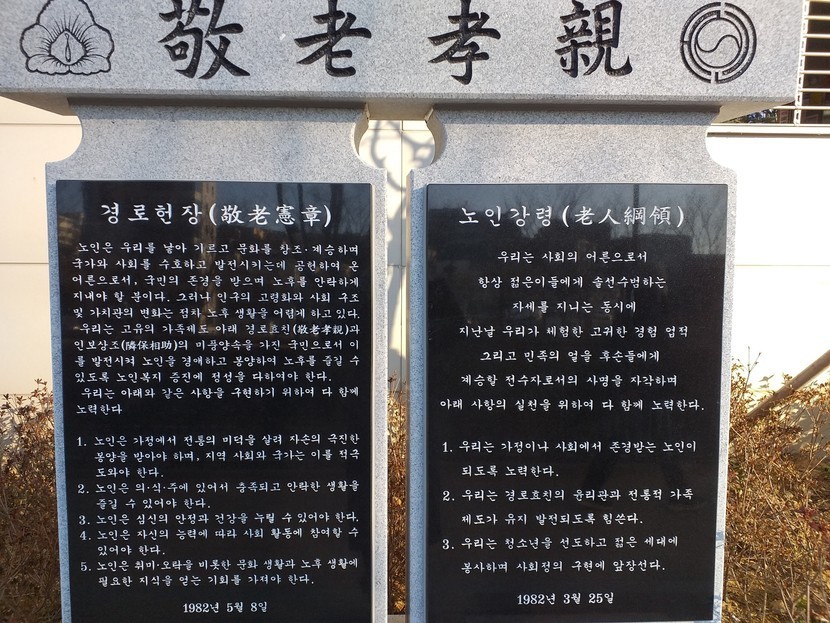 敬老孝親
경로헌장(敬老憲章)
노인은 우리를 낳아 기르고 문화를 창조·계승하며
국가와 사회를 수호하고 발전시키는데 공헌하여 온
어른으로서, 국민의 존경을 받으며 노후를 안락하게
지내야 할 분이다. 그러나 인구의 고령화와 사회 구조
및 가치관의 변화는 점차 노후 생활을 어렵게 하고 있다.
우리는 고유의 가족제도 아래 경로효친(敬老孝親)과
인보상조(隣保相助)의 미풍양속을 가진 국민으로서 이
를 발전시켜 노인을 경애하고 봉양하여 노후를 즐길 수
있도록 노인복지 증진에 정성을 다하여야 한다.
우리는 아래와 같은 사항을 구현하기 위하여 다 함께
노력한다
1. 노인은 가정에서 전통의 미덕을 살려 자손의 극진한
봉양을 받아야 하며, 지역 사회와 국가는 이를 적극
도와야 한다.
2. 노인은 의·식·주에 있어서 충족되고 안락한 생활을
즐길 수 있어야 한다.
3. 노인은 심신의 안정과 건강을 누릴 수 있어야 한다.
4. 노인은 자신의 능력에 따라 사회 활동에 참여할 수
있어야 한다.
5. 노인은 취미·오락을 비롯한 문화 생활과 노후 생활에
필요한 지식을 얻는 기회를 가져야 한다.
1982년 5월 8일
노인강령(老人綱領)
우리는 사회의 어른으로서
항상 젊은이들에게 솔선수범하는
자세를 지니는 동시에
지난날 우리가 체험한 고귀한 경험 업적
그리고 민족의 얼을 후손들에게
계승할 전수자로서의 사명을 자각하며
아래 사항의 실천을 위하여 다 함께 노력한다.
1. 우리는 가정이나 사회에서 존경받는 노인이
되도록 노력한다.
2. 우리는 경로효친의 윤리관과 전통적 가족
제도가 유지 발전되도록 힘쓴다.
3. 우리는 청소년을 선도하고 젊은 세대에
봉사하며 사회정의 구현에 앞장선다.
1982년 3월 25일